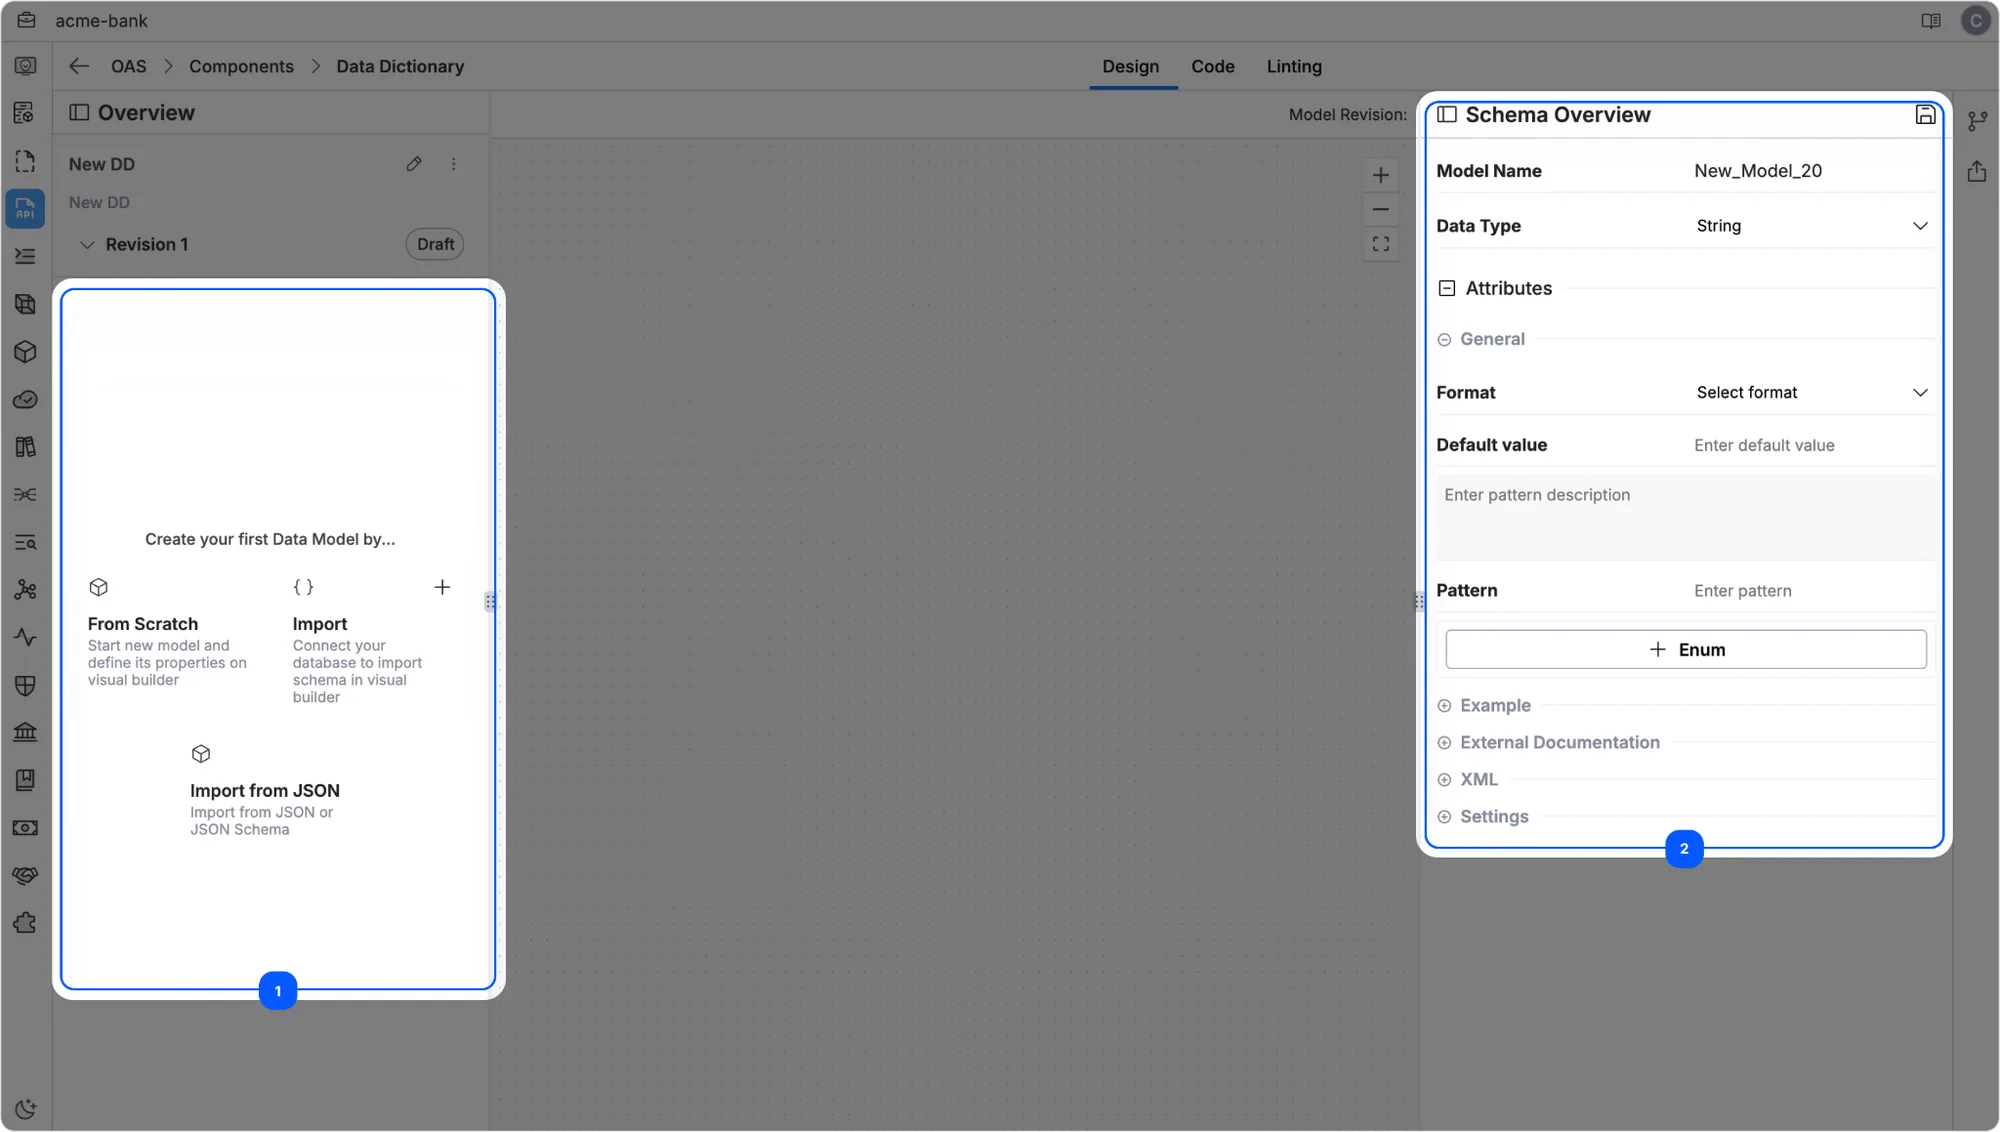 acme-bank
C
OAS
Components
Data Dictionary
Design
Code
Linting
Overview
Model Revision:
New DD
New DD
Revision 1
Draft
API
Create your first Data Model by...
From Scratch
Start new model and
define its properties on
visual builder
Import
Connect your
database to import
schema in visual
builder
Import from JSON
Import from JSON or
JSON Schema
1
Schema Overview
Model Name
New_Model_20
Data Type
String
Attributes
General
Format
Select format
Default value
Enter default value
Enter pattern description
Pattern
Enter pattern
Enum
Example
External Documentation
XML
Settings
2